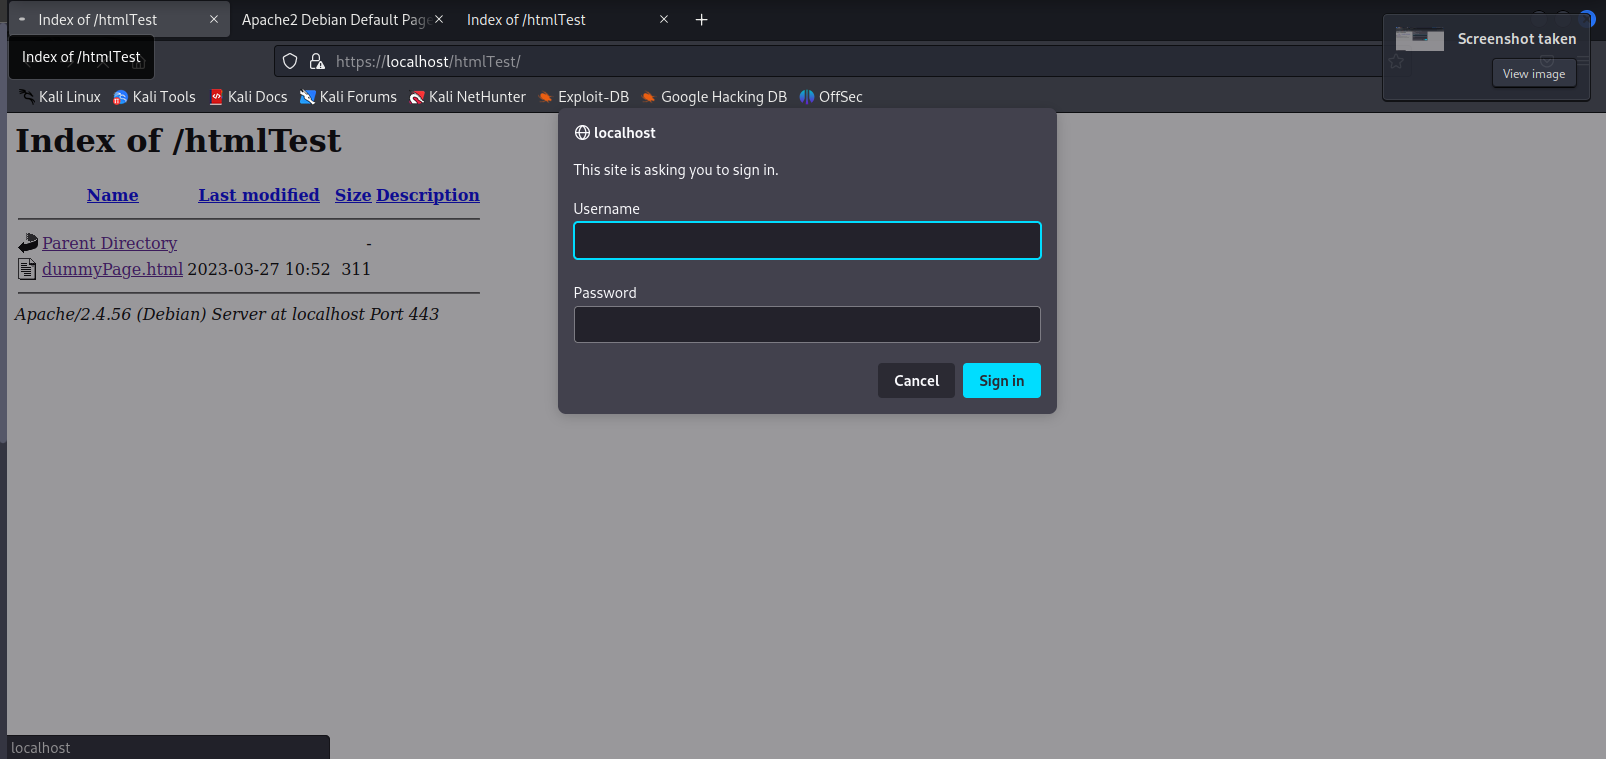 Index of /htmlTest
Apache2 Debian Default Page
Index of /htmlTest
Index of /htmlTest
https://localhost/htmlTest/
Screenshot taken
View image
Kali Linux Kali Tools Kali Docs Kali Forums Kali NetHunter Exploit-DB Google Hacking DB OffSec
Index of /htmlTest
Name Last modified Size Description
Parent Directory -
dummyPage.html 2023-03-27 10:52 311
Apache/2.4.56 (Debian) Server at localhost Port 443
localhost
This site is asking you to sign in.
Username
Password
Cancel Sign in
localhost